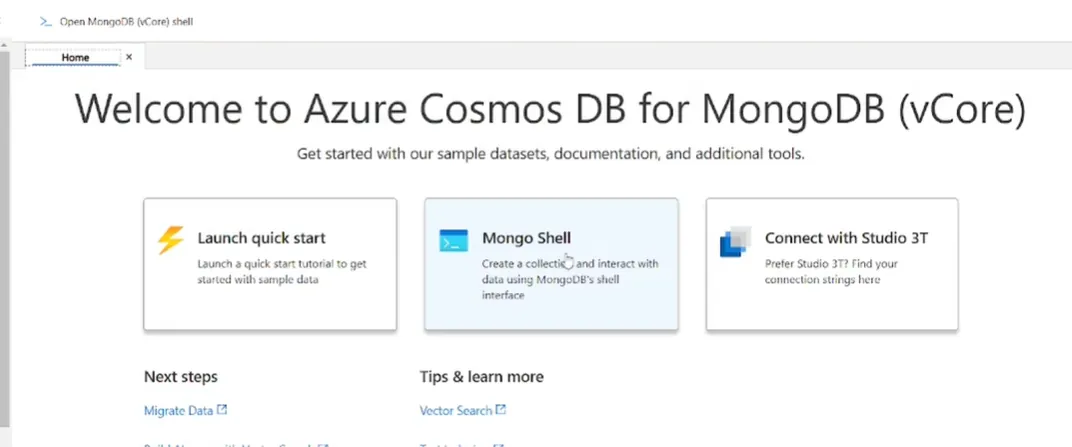 Open MongoDB (vCore) shell
Home
Welcome to Azure Cosmos DB for MongoDB (vCore)
Get started with our sample datasets, documentation, and additional tools.
Launch quick start
Launch a quick start tutorial to get
started with sample data
Mongo Shell
Create a collection and interact with
data using MongoDB's shell
interface
Connect with Studio 3T
Prefer Studio 3T? Find your
connection strings here
Next steps
Migrate Data
Tips & learn more
Vector Search